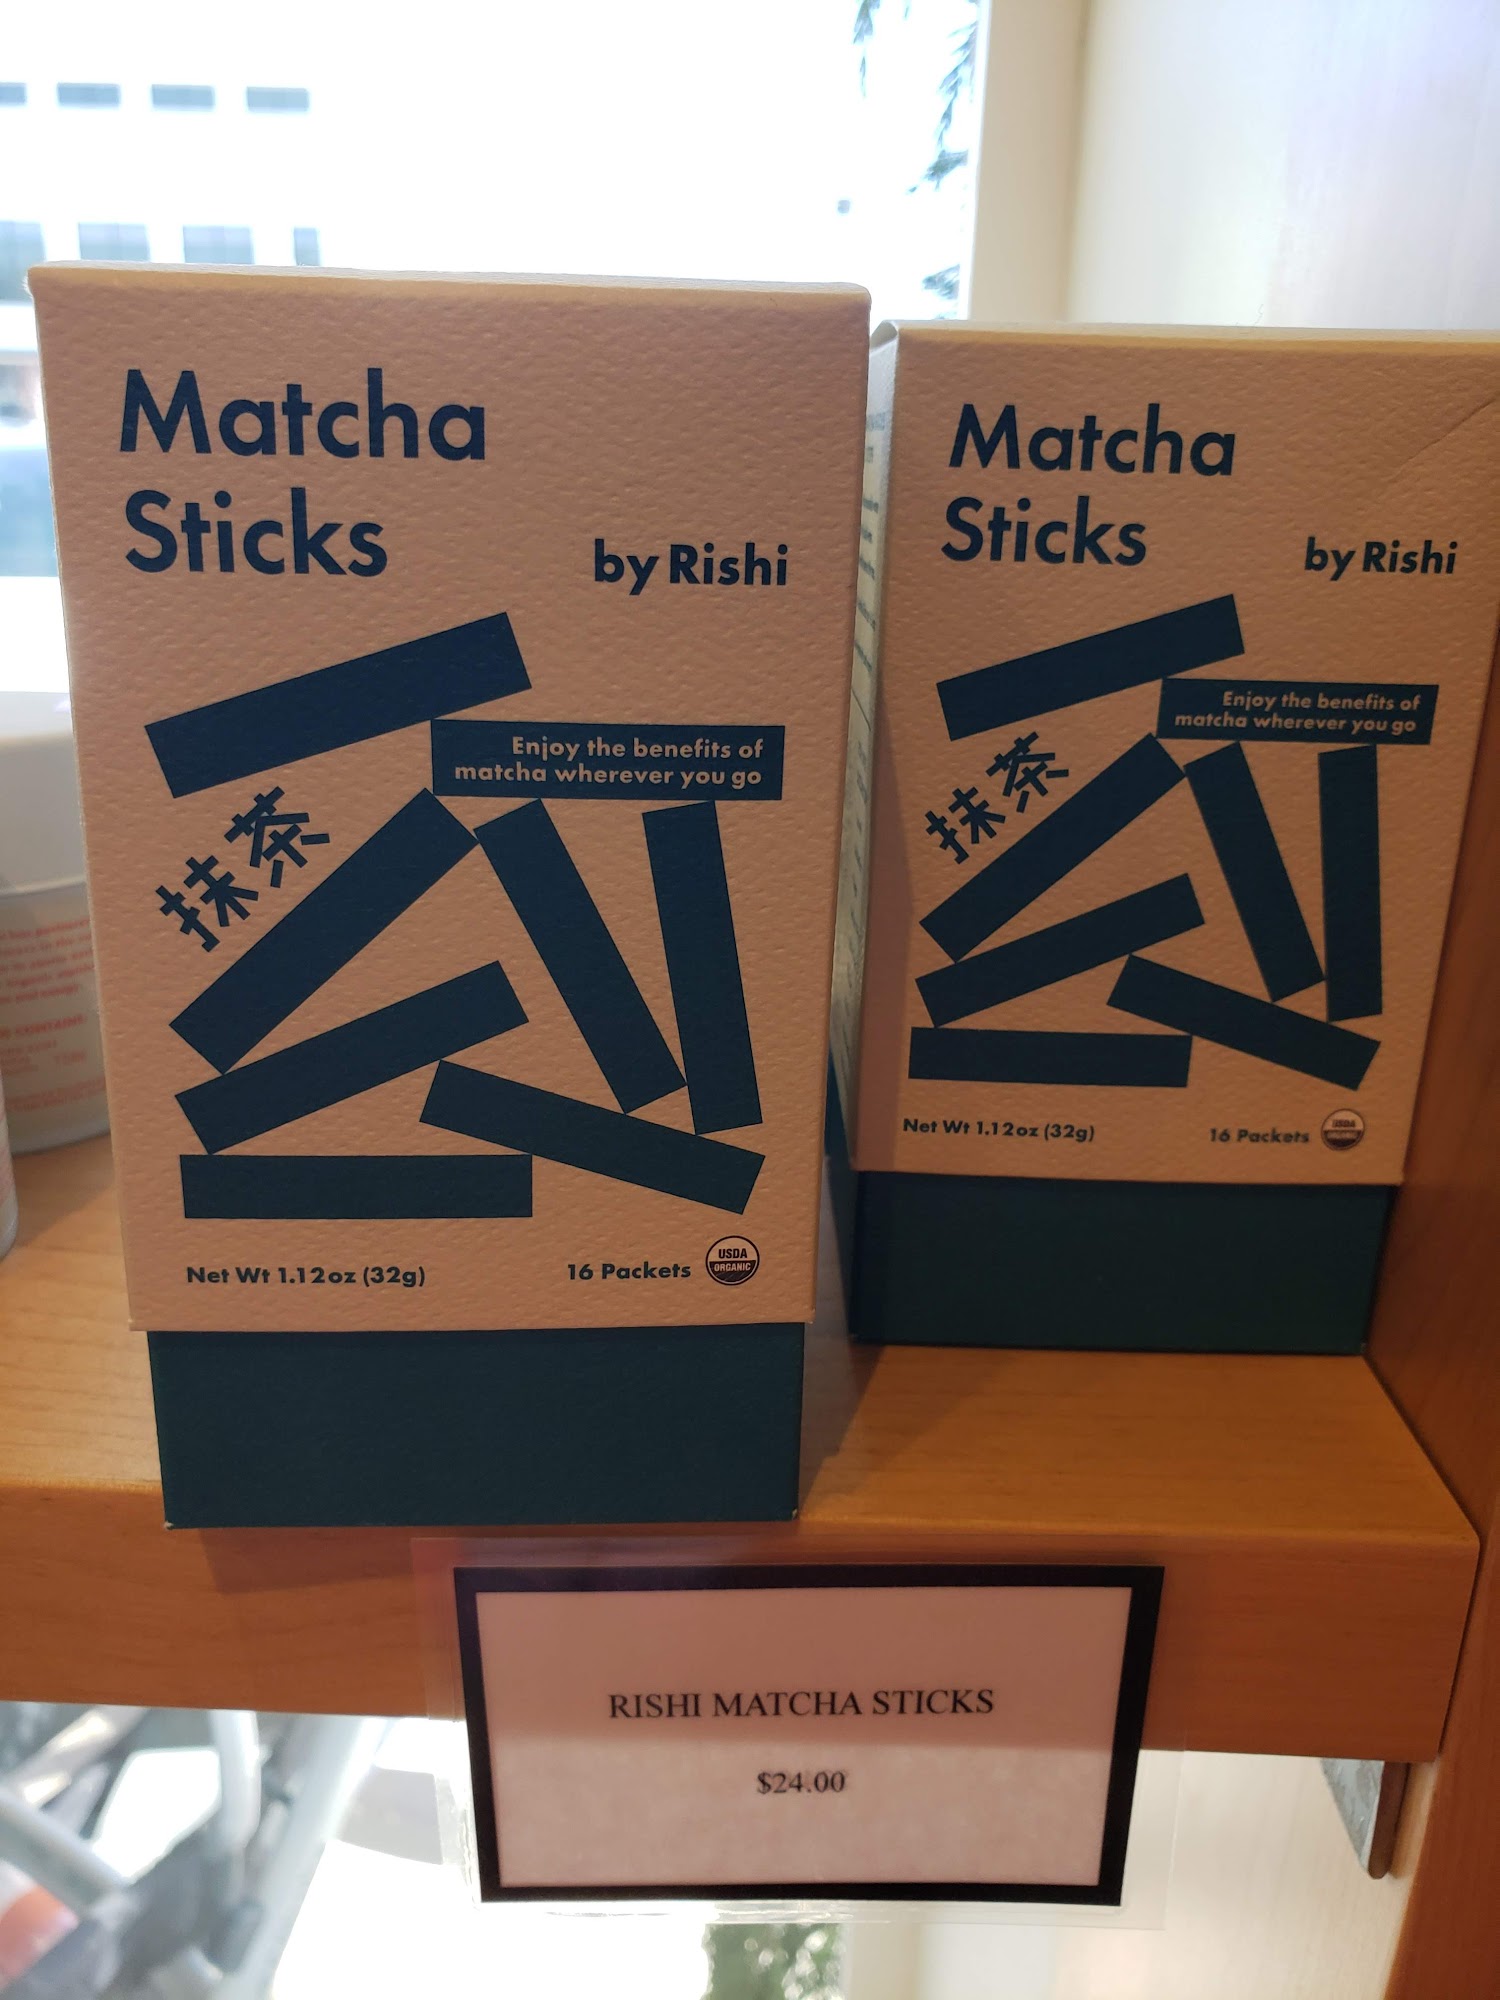 Matcha
Sticks
by Rishi
Enjoy the benefits of
matcha wherever you go
抹茶
Net Wt 1.12oz (32g)
16 Packets
USDA
ORGANIC
Matcha
Sticks
by Rishi
Enjoy the benefits of
matcha wherever you go
抹茶
Net Wt 1.12oz (32g)
16 Packets
USDA
ORGANIC
RISHI MATCHA STICKS
$24.00